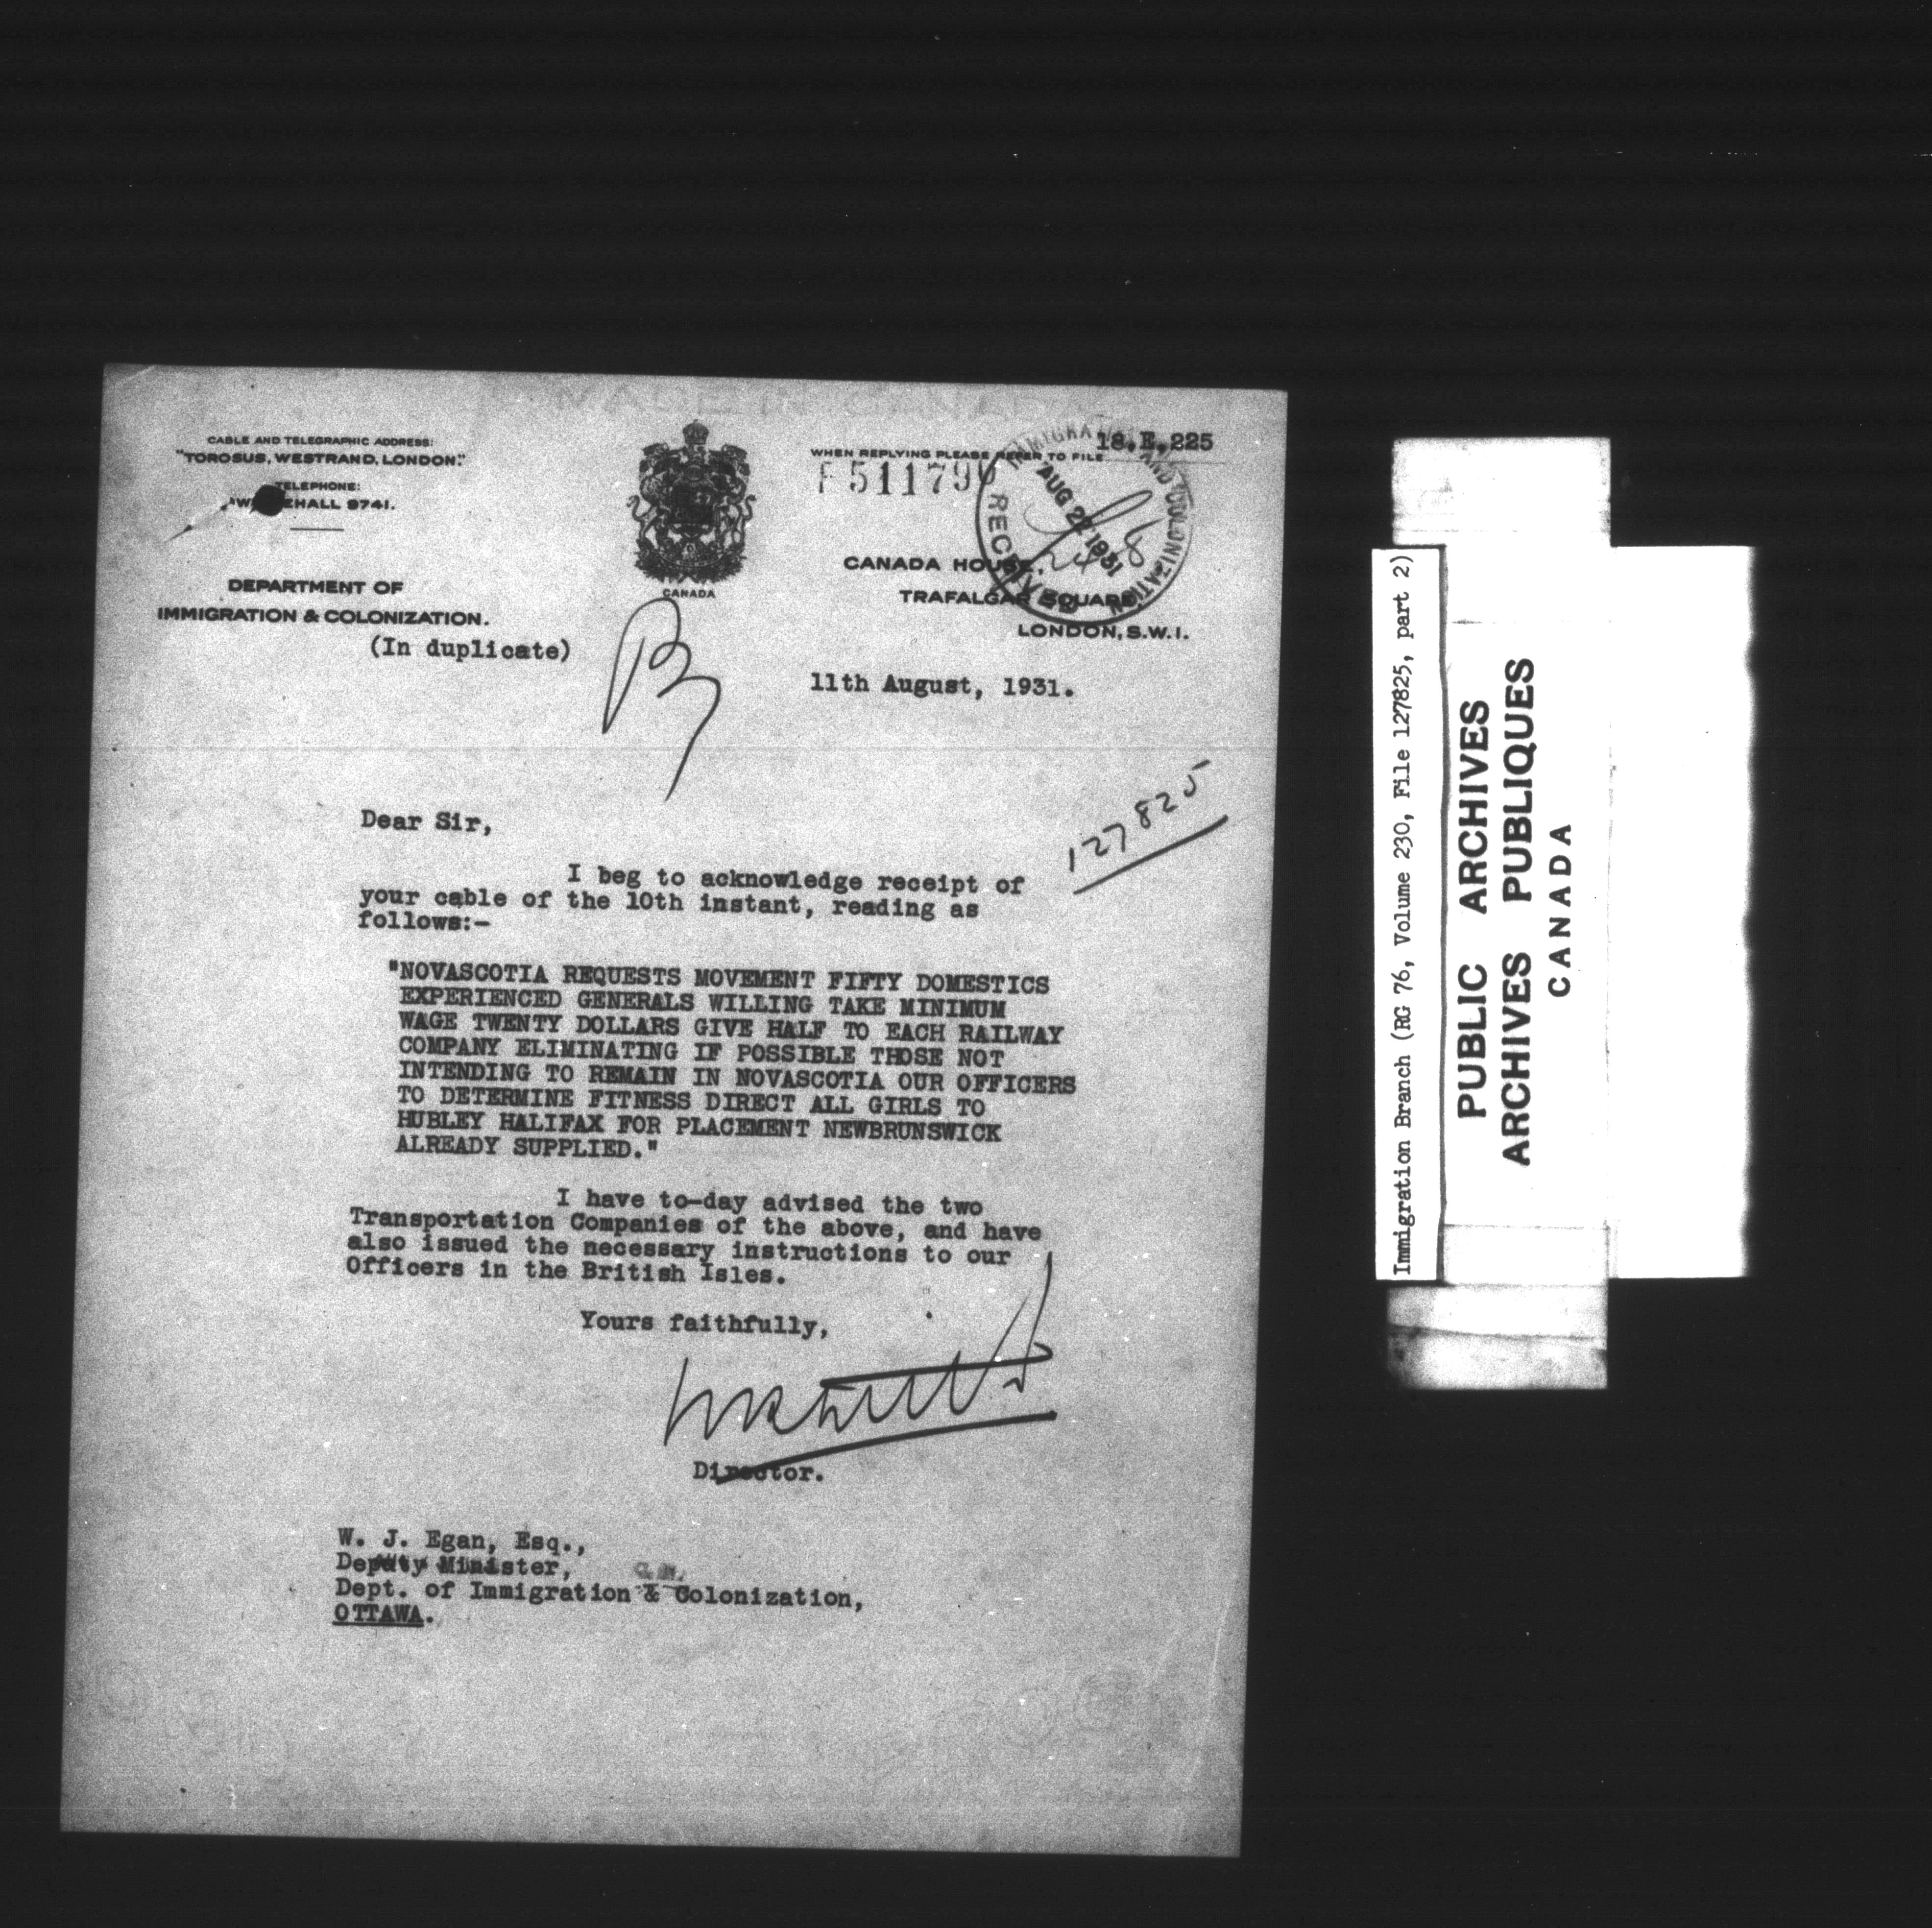 CABLE AND TELEGRAPHIC ADDRESS:
"TOROSUS, WESTRAND, LONDON."
TELEPHONE:
EHALL 9741.
DEPARTMENT OF
IMMIGRATION & COLONIZATION.
(In duplicate)
CANADA
WHEN REPLYING PLEASE REFER TO FILE 18.E.225
F 51179
IMMIGRATION AND COLONIZATION
AUG 22 1931
RECEIVED
24/8
CANADA HOUSE,
TRAFALGAR SQUARE
LONDON, S.W.1.
11th August, 1931.
127825
Dear Sir,
I beg to acknowledge receipt of
your cable of the 10th instant, reading as
follows:-
"NOVASCOTIA REQUESTS MOVEMENT FIFTY DOMESTICS
EXPERIENCED GENERALS WILLING TAKE MINIMUM
WAGE TWENTY DOLLARS GIVE HALF TO EACH RAILWAY
COMPANY ELIMINATING IF POSSIBLE THOSE NOT
INTENDING TO REMAIN IN NOVASCOTIA OUR OFFICERS
TO DETERMINE FITNESS DIRECT ALL GIRLS TO
HUBLEY HALIFAX FOR PLACEMENT NEWBRUNSWICK
ALREADY SUPPLIED."
I have to-day advised the two
Transportation Companies of the above, and have
also issued the necessary instructions to our
Officers in the British Isles.
Yours faithfully,
Director.
W. J. Egan, Esq.,
Deputy Minister,
Dept. of Immigration & Colonization,
OTTAWA.
Immigration Branch (RG 76, Volume 230, File 127825, part 2)
PUBLIC ARCHIVES
ARCHIVES PUBLIQUES
CANADA